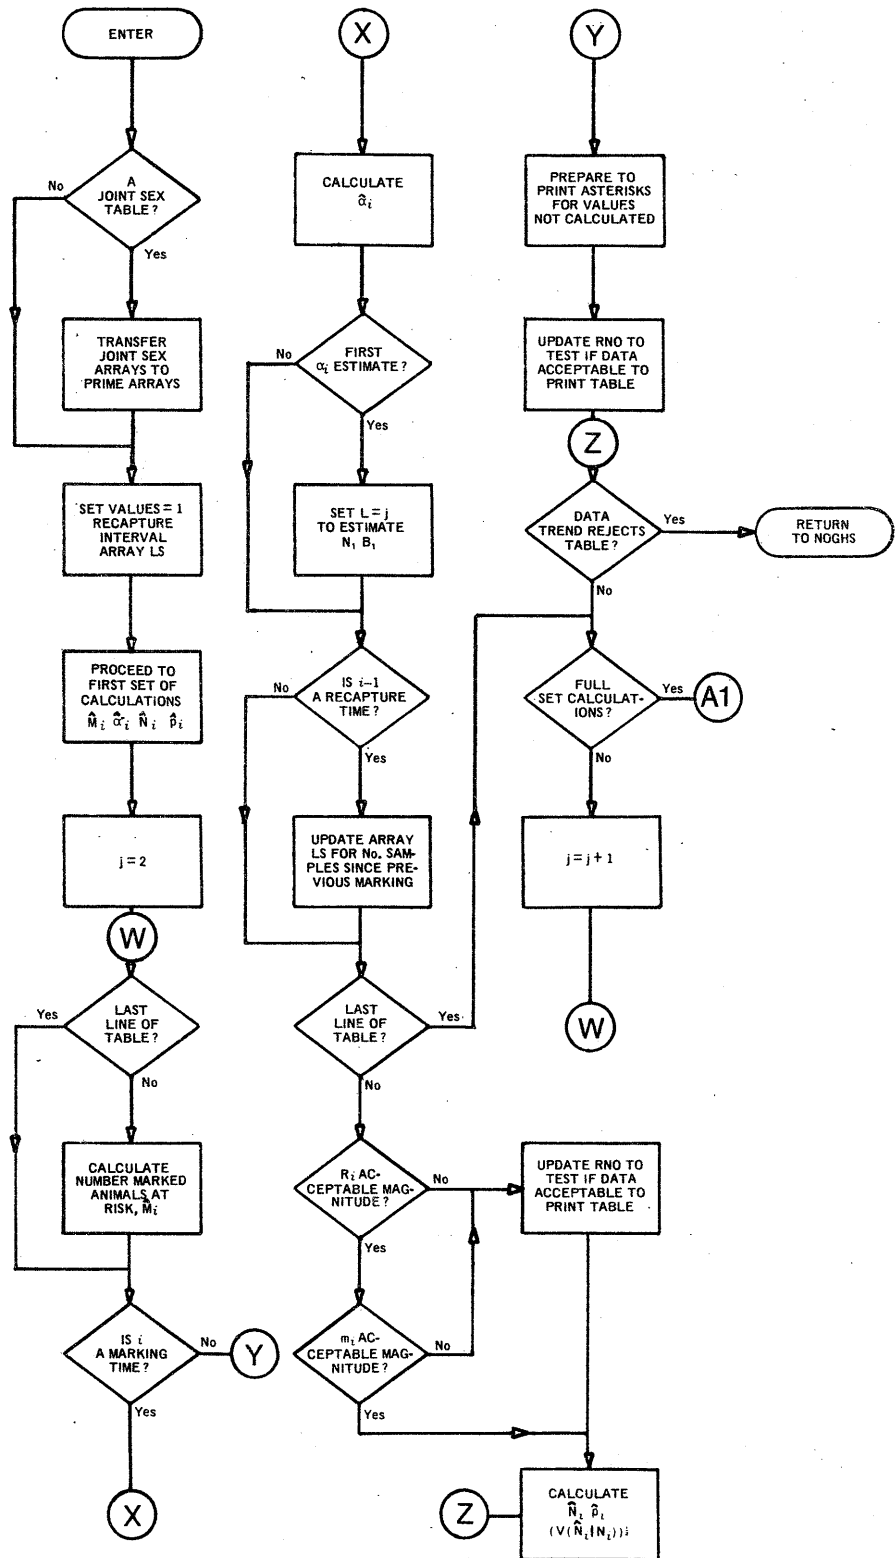 ENTER
A
JOINT SEX
TABLE?
No
Yes
TRANSFER
JOINT SEX
ARRAYS TO
PRIME ARRAYS
SET VALUES = 1
RECAPTURE
INTERVAL
ARRAY LS
PROCEED TO
FIRST SET OF
CALCULATIONS
M̂i α̂i N̂i p̂i
j = 2
W
LAST
LINE OF
TABLE?
Yes
No
CALCULATE
NUMBER MARKED
ANIMALS AT
RISK, M̂i
IS i
A MARKING
TIME?
No
Y
Yes
X
X
CALCULATE
α̂i
FIRST
αi ESTIMATE?
No
Yes
SET L = j
TO ESTIMATE
N1 B1
IS i–1
A RECAPTURE
TIME?
No
Yes
UPDATE ARRAY
LS FOR No. SAM-
PLES SINCE PRE-
VIOUS MARKING
LAST
LINE OF
TABLE?
Yes
No
Ri AC-
CEPTABLE MAG-
NITUDE?
No
Yes
mi AC-
CEPTABLE MAG-
NITUDE?
No
Yes
Y
PREPARE TO
PRINT ASTERISKS
FOR VALUES
NOT CALCULATED
UPDATE RNO TO
TEST IF DATA
ACCEPTABLE TO
PRINT TABLE
Z
DATA
TREND REJECTS
TABLE?
Yes
RETURN
TO NOGHS
No
FULL
SET CALCULAT-
IONS?
Yes
A1
No
j = j + 1
W
UPDATE RNO TO
TEST IF DATA
ACCEPTABLE TO
PRINT TABLE
Z
CALCULATE
N̂i p̂i
(V(N̂i|Ni))½